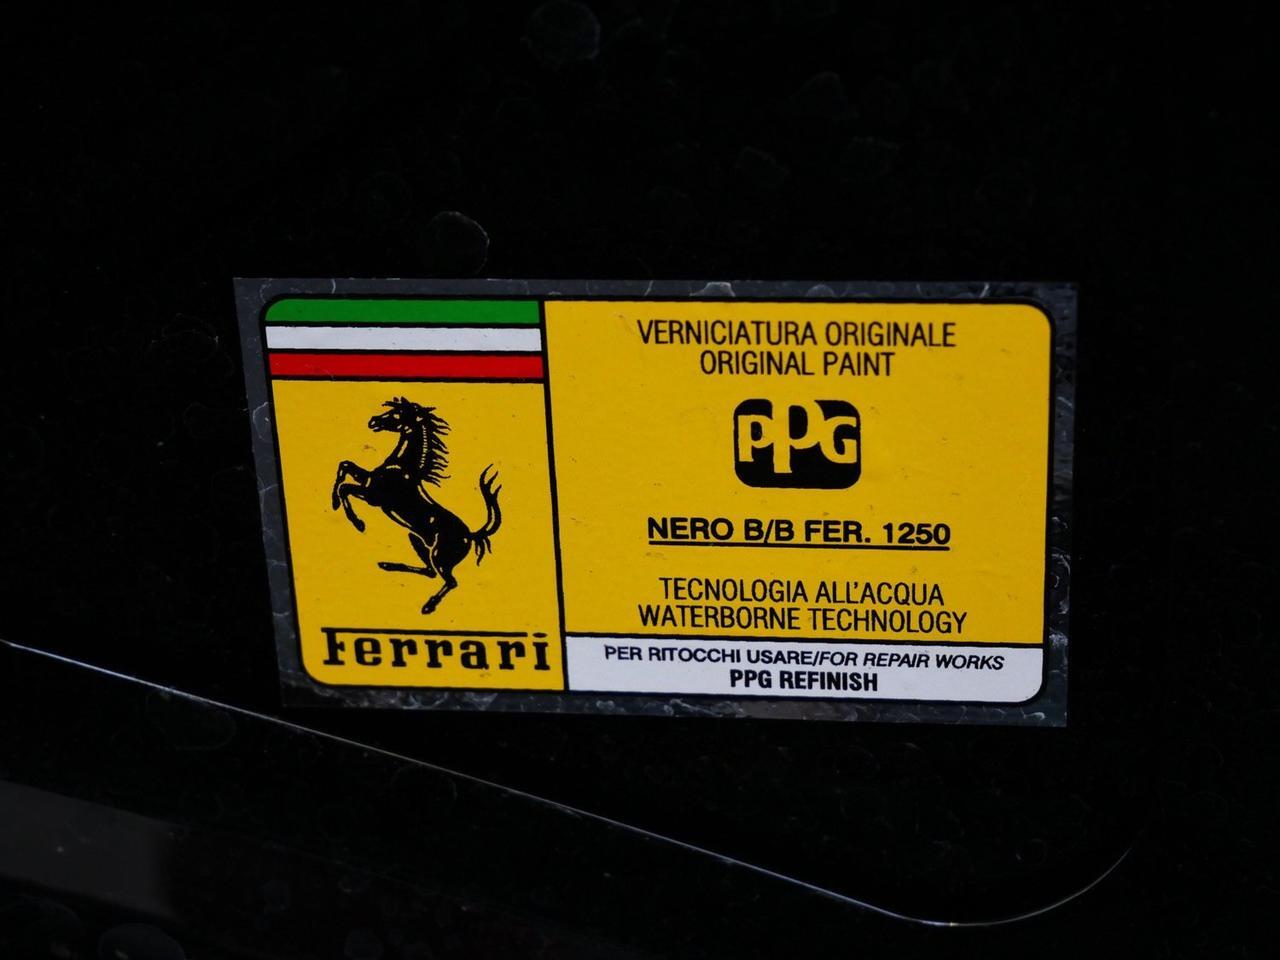 VERNICIATURA ORIGINALE
ORIGINAL PAINT
PPG
NERO B/B FER. 1250
TECNOLOGIA ALL'ACQUA
WATERBORNE TECHNOLOGY
Ferrari
PER RITOCCHI USARE/FOR REPAIR WORKS
PPG REFINISH